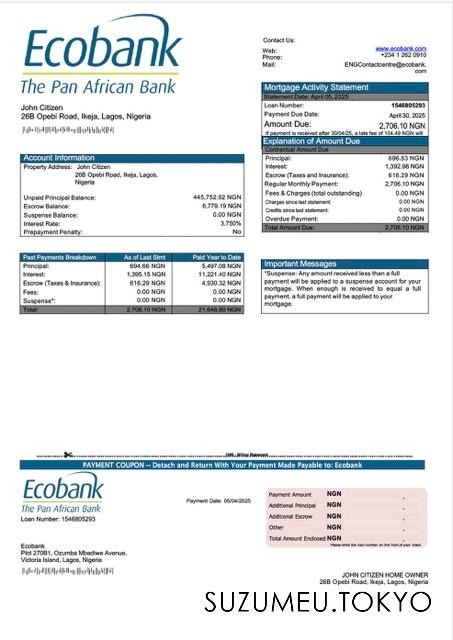 Ecobank
The Pan African Bank
Contact Us:
Web: www.ecobank.com
Phone: +234 1 262 0910
Mail: ENGContactcentre@ecobank.
com
John Citizen
26B Opebi Road, Ikeja, Lagos, Nigeria
Mortgage Activity Statement
Statement Date: April 05, 2025
Loan Number: 1546805293
Payment Due Date: April 30, 2025
Amount Due: 2,706.10 NGN
If payment is received after 30/04/25, a late fee of 104.49 NGN will
Explanation of Amount Due
Contractual Amount Due
Principal: 696.83 NGN
Interest: 1,392.98 NGN
Escrow (Taxes and Insurance): 616.29 NGN
Regular Monthly Payment: 2,706.10 NGN
Fees & Charges (total outstanding) 0.00 NGN
Charges since last statement: 0.00 NGN
Credits since last statement: 0.00 NGN
Overdue Payment: 0.00 NGN
Total Amount Due: 2,706.10 NGN
Account Information
Property Address: John Citizen
26B Opebi Road, Ikeja, Lagos,
Nigeria
Unpaid Principal Balance: 445,752.92 NGN
Escrow Balance: 6,779.19 NGN
Suspense Balance: 0.00 NGN
Interest Rate: 3.750%
Prepayment Penalty: No
Past Payments Breakdown As of Last Stmt Paid Year to Date
Principal: 694.66 NGN 5,497.08 NGN
Interest: 1,395.15 NGN 11,221.40 NGN
Escrow (Taxes & Insurance): 616.29 NGN 4,930.32 NGN
Fees: 0.00 NGN 0.00 NGN
Suspense*: 0.00 NGN 0.00 NGN
Total: 2,706.10 NGN 21,648.80 NGN
Important Messages
*Suspense: Any amount received less than a full
payment will be applied to a suspense account for your
mortgage. When enough is received to equal a full
payment, a full payment will be applied to your
mortgage.
PAYMENT COUPON – Detach and Return With Your Payment Made Payable to: Ecobank
Ecobank
The Pan African Bank
Loan Number: 1546805293
Payment Date: 05/04/2025
Payment Amount NGN
Additional Principal NGN
Additional Escrow NGN
Other NGN
Total Amount Endosed NGN
Please write the loan number on the front of your check.
Ecobank
Plot 270B1, Ozumba Mbadiwe Avenue,
Victoria Island, Lagos, Nigeria
JOHN CITIZEN HOME OWNER
26B Opebi Road, Ikeja, Lagos, Nigeria
SUZUMEU.TOKYO